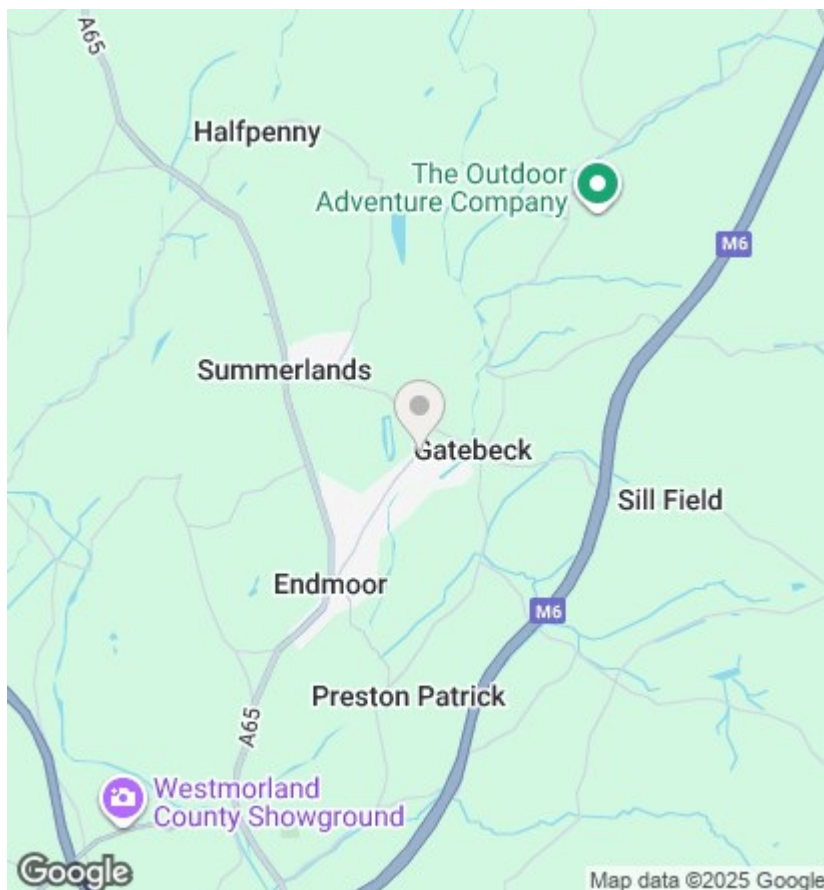 A65
Halfpenny
The Outdoor
Adventure Company
M6
Summerlands
Gatebeck
Sill Field
Endmoor
M6
Preston Patrick
A65
Westmorland
County Showground
Google
Map data ©2025 Google